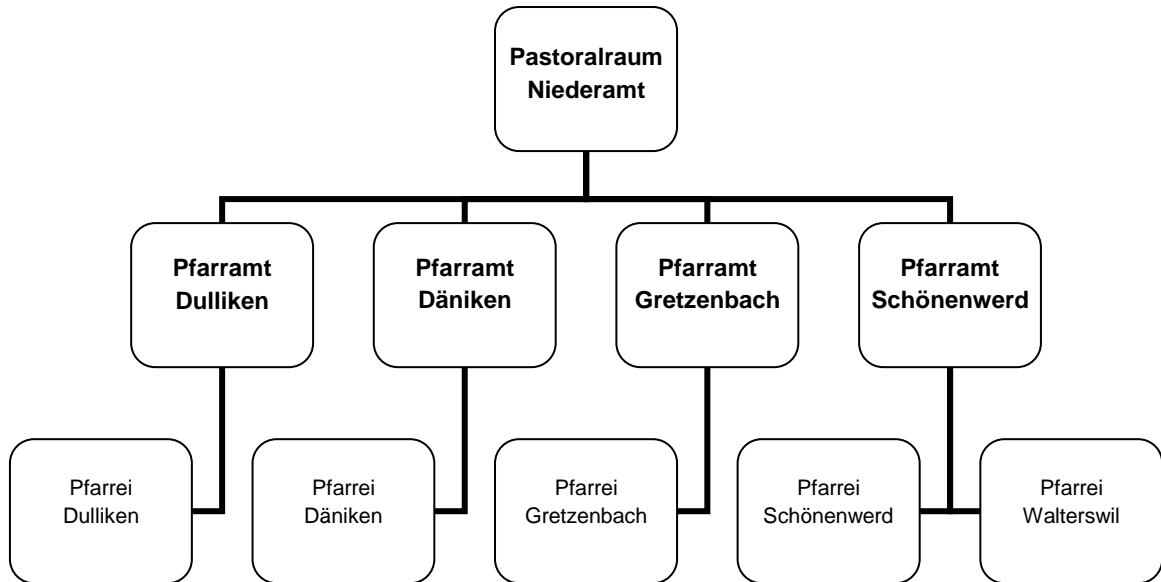 Pastoralraum
Niederamt
Pfarramt
Dulliken
Pfarramt
Däniken
Pfarramt
Gretzenbach
Pfarramt
Schönenwerd
Pfarrei
Dulliken
Pfarrei
Däniken
Pfarrei
Gretzenbach
Pfarrei
Schönenwerd
Pfarrei
Walterswil